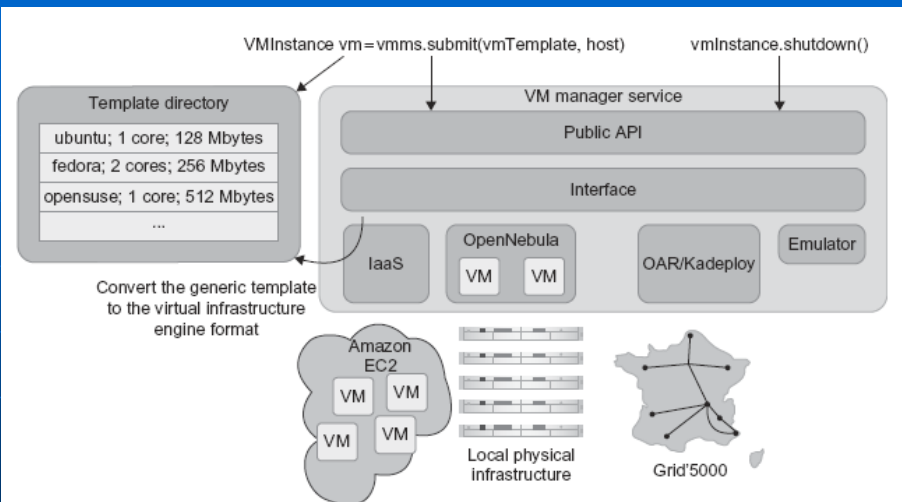 VMInstance vm=vmms.submit(vmTemplate, host)
vmInstance.shutdown()
Template directory
ubuntu; 1 core; 128 Mbytes
fedora; 2 cores; 256 Mbytes
opensuse; 1 core; 512 Mbytes
...
VM manager service
Public API
Interface
IaaS
OpenNebula
VM
VM
OAR/Kadeploy
Emulator
Convert the generic template
to the virtual infrastructure
engine format
Amazon
EC2
VM
VM
VM
VM
Local physical
infrastructure
Grid'5000